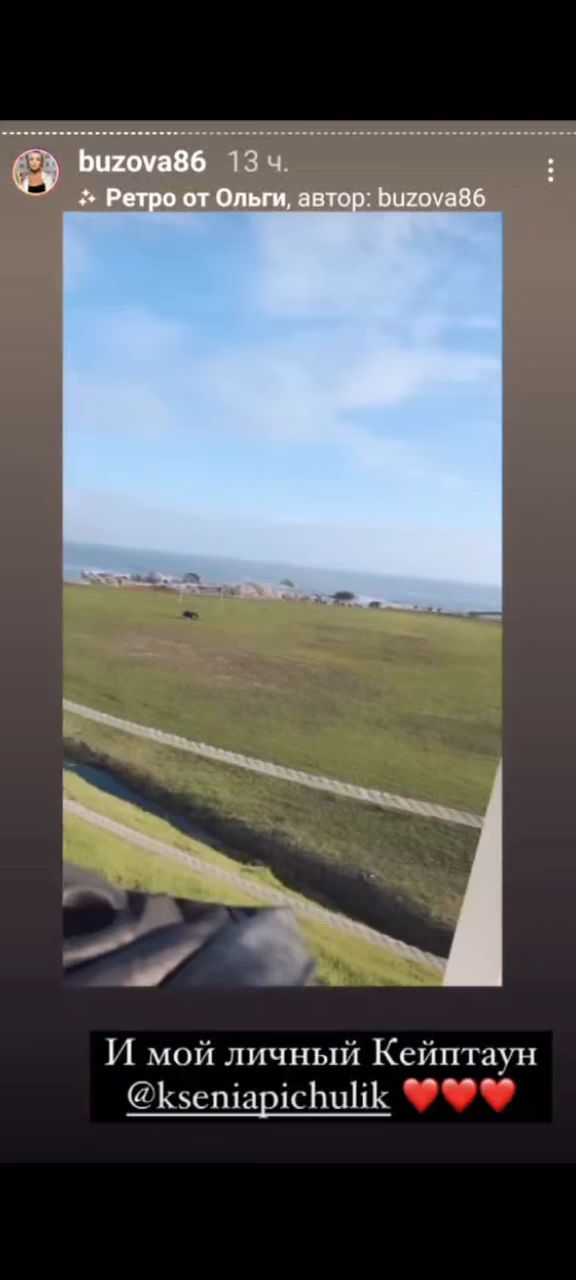 buzova86 13 ч.
Ретро от Ольги, автор: buzova86
И мой личный Кейптаун
@kseniapichulik ❤️❤️❤️